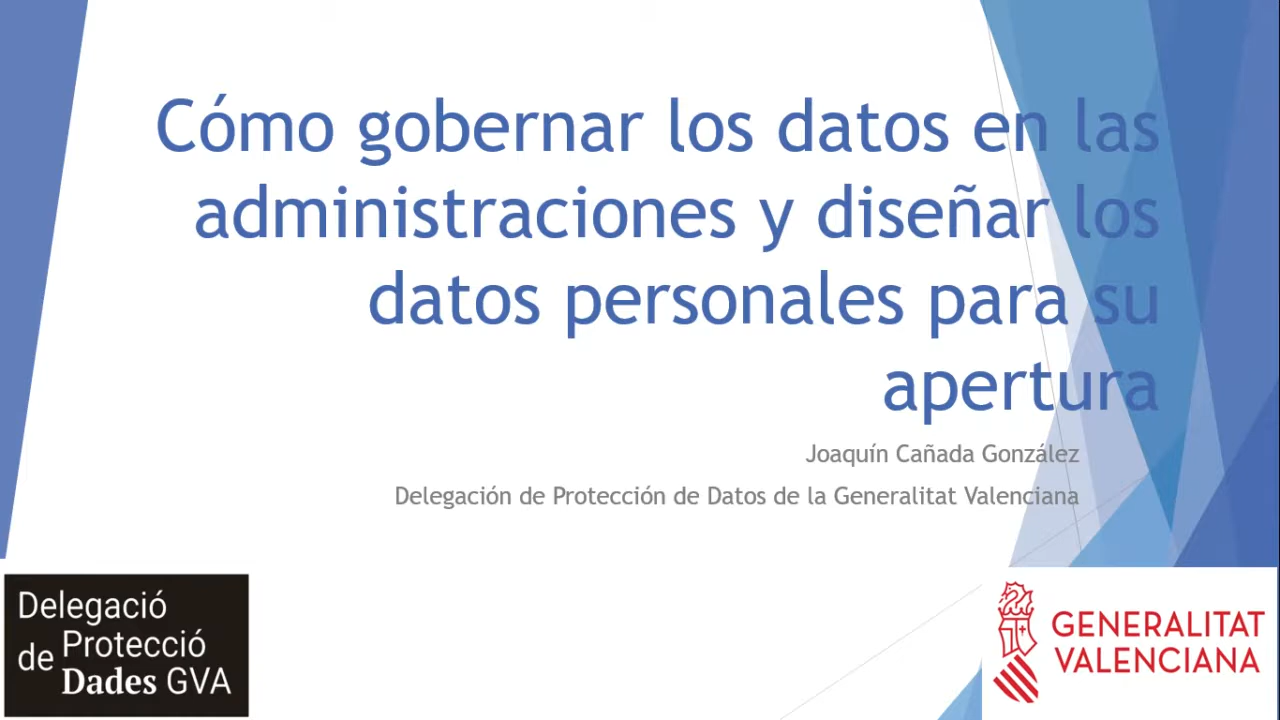 Cómo gobernar los datos en las
administraciones y diseñar los
datos personales para su
apertura
Joaquín Cañada González
Delegación de Protección de Datos de la Generalitat Valenciana
Delegació
de Protecció
Dades GVA
GENERALITAT
VALENCIANA